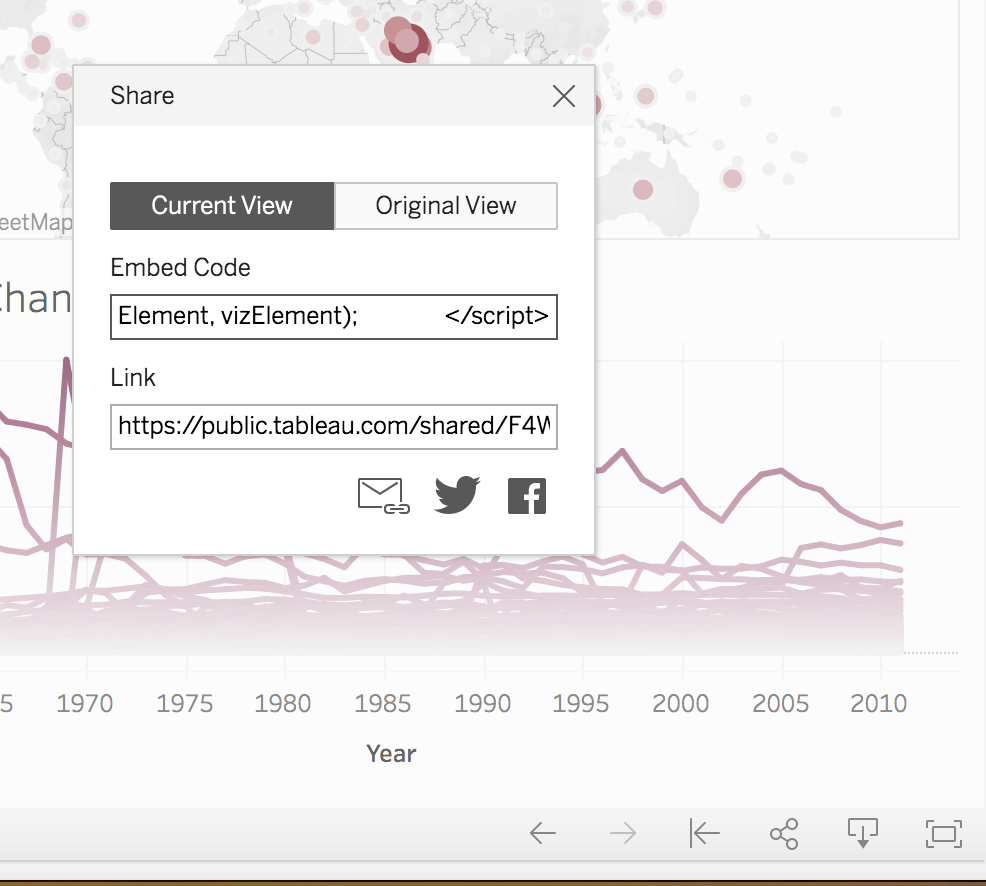 Share
Current View Original View
eetMap
Embed Code
Chan
Element, vizElement); </script>
Link
https://public.tableau.com/shared/F4W
5 1970 1975 1980 1985 1990 1995 2000 2005 2010
Year